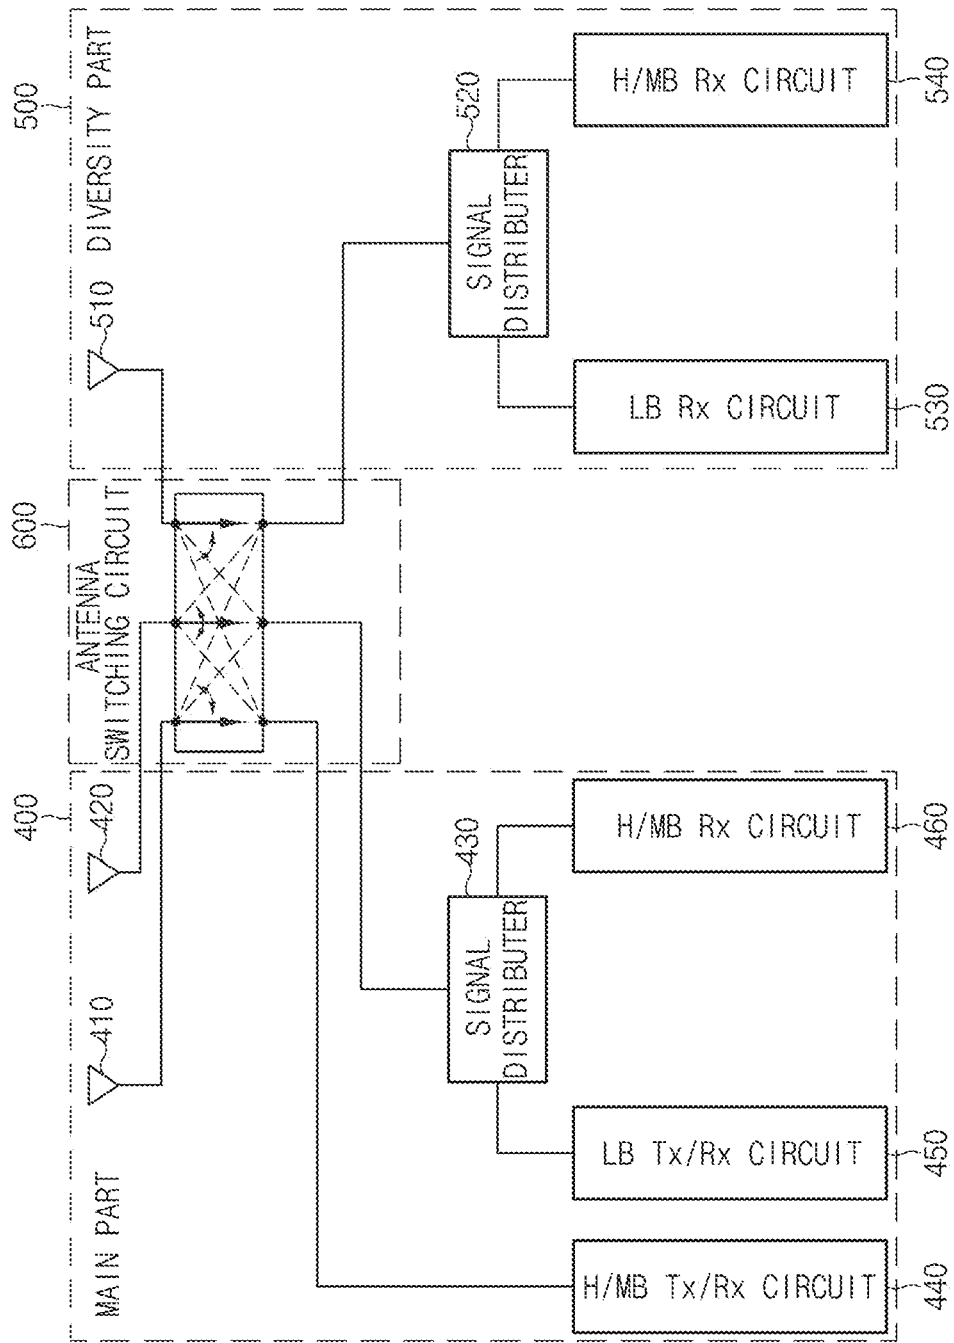 400
600
500
MAIN PART
410
420
ANTENNA
SWITCHING CIRCUIT
510
DIVERSITY PART
430
SIGNAL
DISTRIBUTER
520
SIGNAL
DISTRIBUTER
H/MB Tx/Rx CIRCUIT
LB Tx/Rx CIRCUIT
H/MB Rx CIRCUIT
LB Rx CIRCUIT
H/MB Rx CIRCUIT
440
450
460
530
540